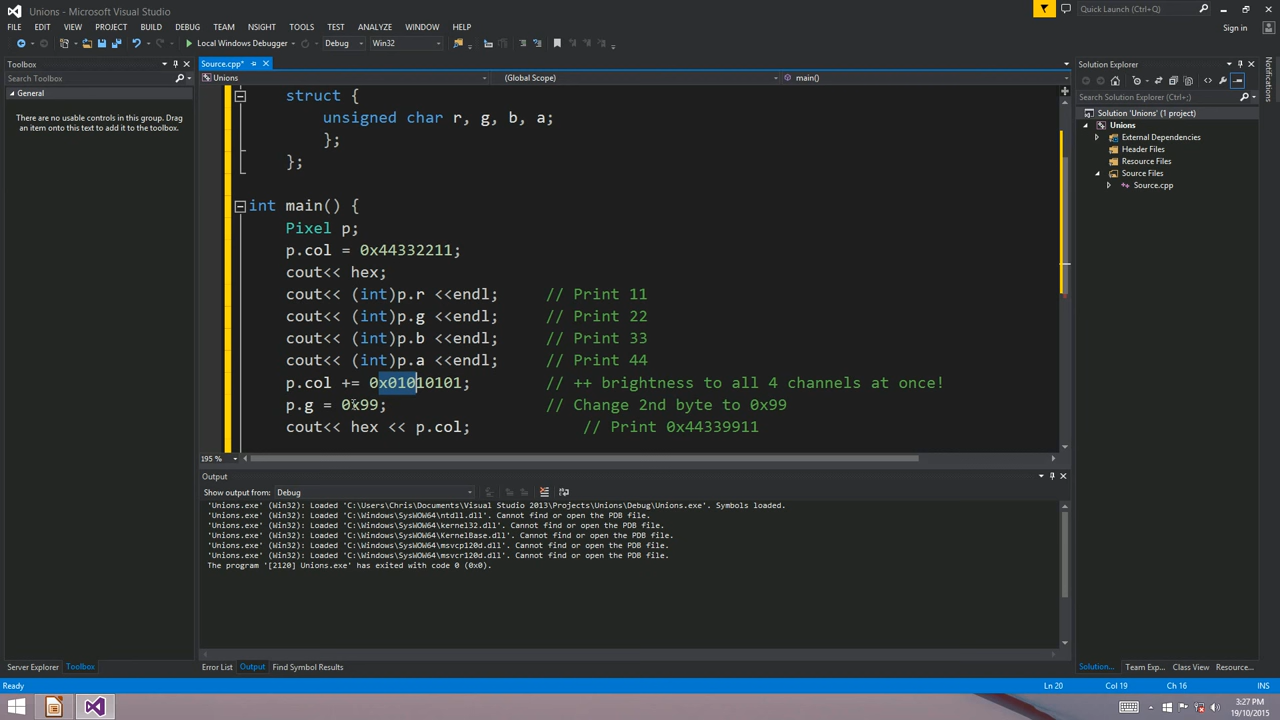 Unions - Microsoft Visual Studio
Quick Launch (Ctrl+;)
FILE EDIT VIEW PROJECT BUILD DEBUG TEAM NSIGHT TOOLS TEST ANALYZE WINDOW HELP
Sign in
Local Windows Debugger Debug Win32
Toolbox
Search Toolbox
General
There are no usable controls in this group. Drag
an item onto this text to add it to the toolbox.
Source.cpp*
Unions (Global Scope) main()
struct {
unsigned char r, g, b, a;
};
};
int main() {
Pixel p;
p.col = 0x44332211;
cout<< hex;
cout<< (int)p.r <<endl; // Print 11
cout<< (int)p.g <<endl; // Print 22
cout<< (int)p.b <<endl; // Print 33
cout<< (int)p.a <<endl; // Print 44
p.col += 0x01010101; // ++ brightness to all 4 channels at once!
p.g = 0x99; // Change 2nd byte to 0x99
cout<< hex << p.col; // Print 0x44339911
195 %
Output
Show output from: Debug
'Unions.exe' (Win32): Loaded 'C:\Users\Chris\Documents\Visual Studio 2013\Projects\Unions\Debug\Unions.exe'. Symbols loaded.
'Unions.exe' (Win32): Loaded 'C:\Windows\SysWOW64\ntdll.dll'. Cannot find or open the PDB file.
'Unions.exe' (Win32): Loaded 'C:\Windows\SysWOW64\kernel32.dll'. Cannot find or open the PDB file.
'Unions.exe' (Win32): Loaded 'C:\Windows\SysWOW64\KernelBase.dll'. Cannot find or open the PDB file.
'Unions.exe' (Win32): Loaded 'C:\Windows\SysWOW64\msvcp120d.dll'. Cannot find or open the PDB file.
'Unions.exe' (Win32): Loaded 'C:\Windows\SysWOW64\msvcr120d.dll'. Cannot find or open the PDB file.
The program '[2120] Unions.exe' has exited with code 0 (0x0).
Solution Explorer
Search Solution Explorer (Ctrl+;)
Solution 'Unions' (1 project)
Unions
External Dependencies
Header Files
Resource Files
Source Files
Source.cpp
Notifications
Server Explorer Toolbox
Error List Output Find Symbol Results
Solution... Team Exp... Class View Resource...
Ready
Ln 20 Col 19 Ch 16 INS
3:27 PM
19/10/2015